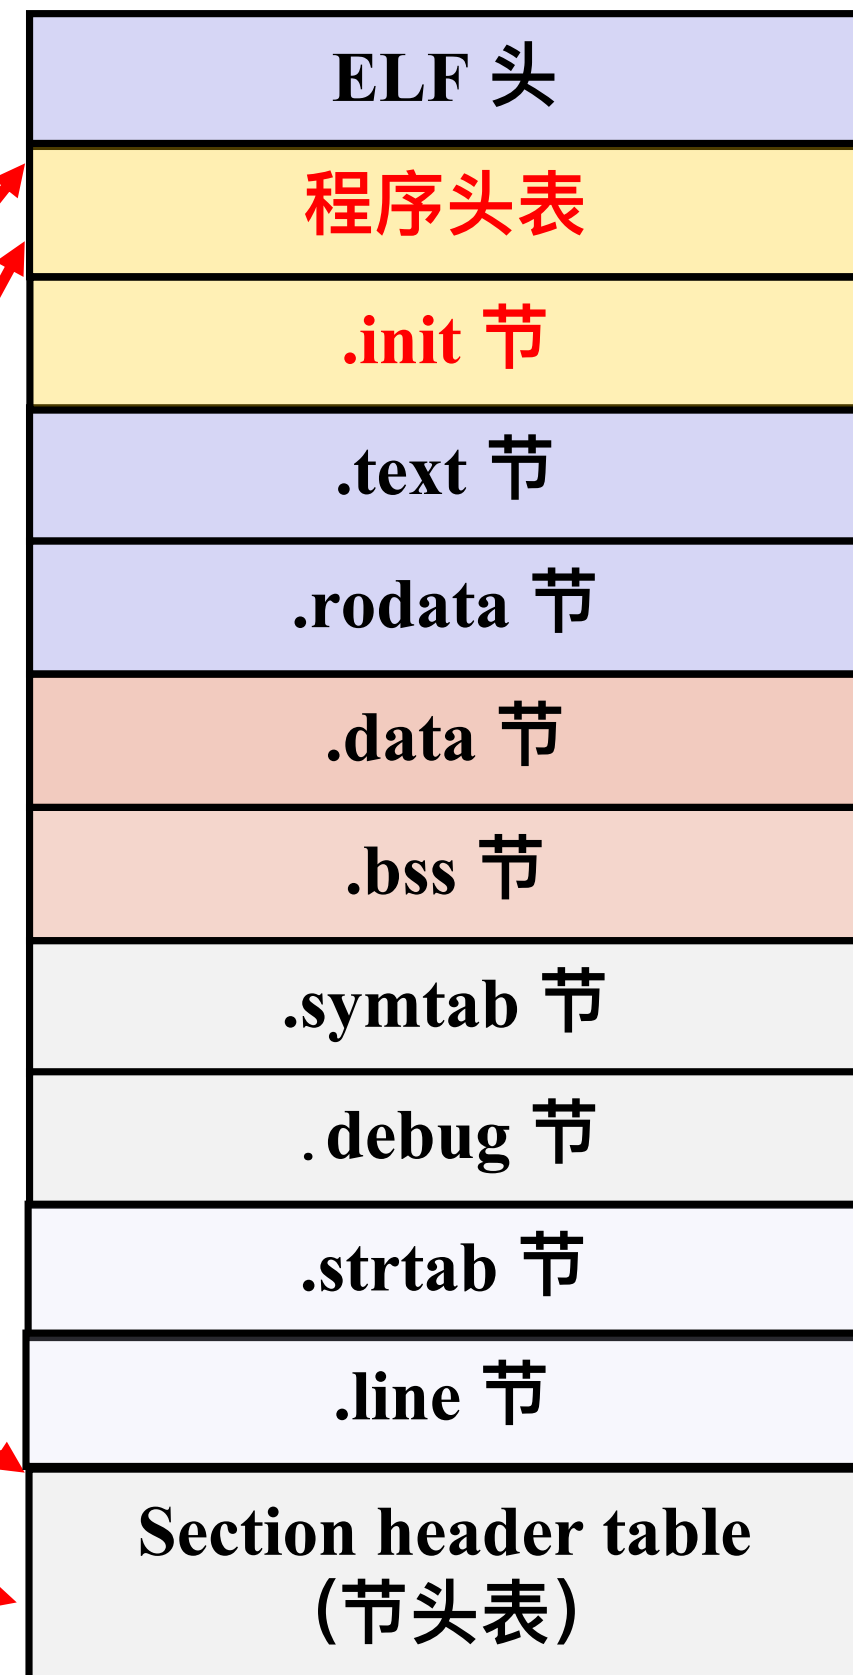 ELF 头
程序头表
.init 节
.text 节
.rodata 节
.data 节
.bss 节
.symtab 节
.debug 节
.strtab 节
.line 节
Section header table
(节头表)